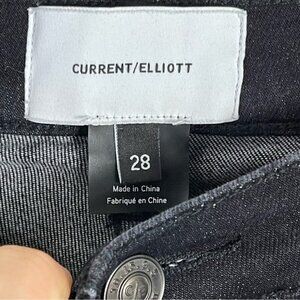 CURRENT/ELLIOTT
28
Made in China
Fabriqué en Chine